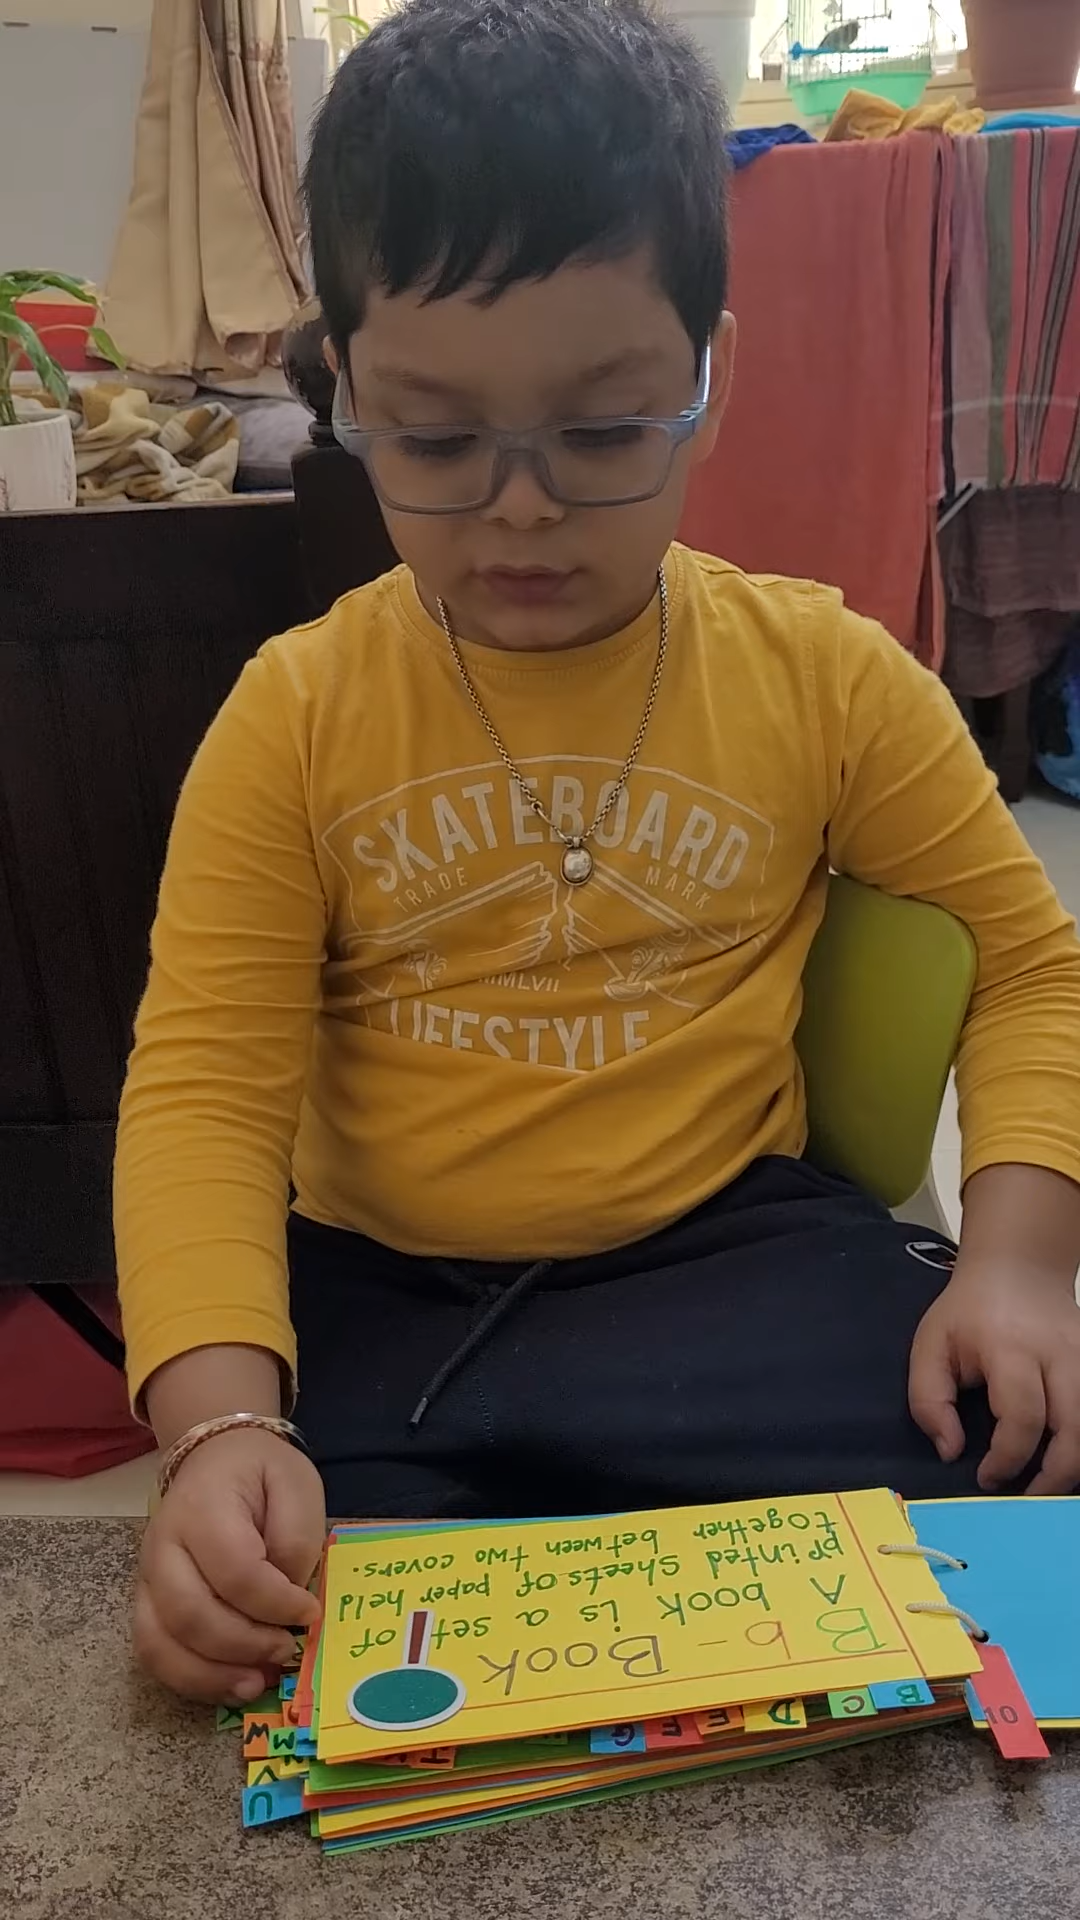 SKATEBOARD
TRADE MARK
MMLVII
LIFESTYLE
B b - Book
A book is a set of
printed sheets of paper held
together between two covers.
B
C
D
E
F
G
M
W
V
U
10